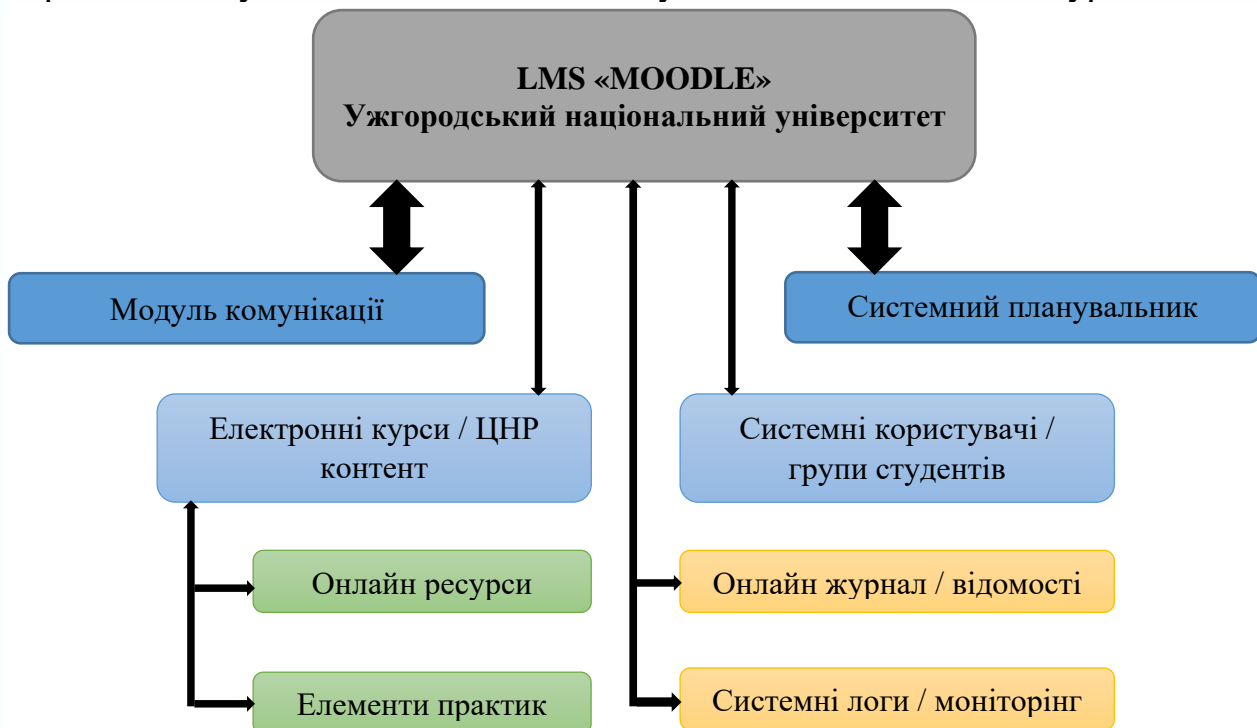 LMS «MOODLE»
Ужгородський національний університет
Модуль комунікації
Системний планувальник
Електронні курси / ЦНР
контент
Системні користувачі /
групи студентів
Онлайн ресурси
Онлайн журнал / відомості
Елементи практик
Системні логи / моніторінг